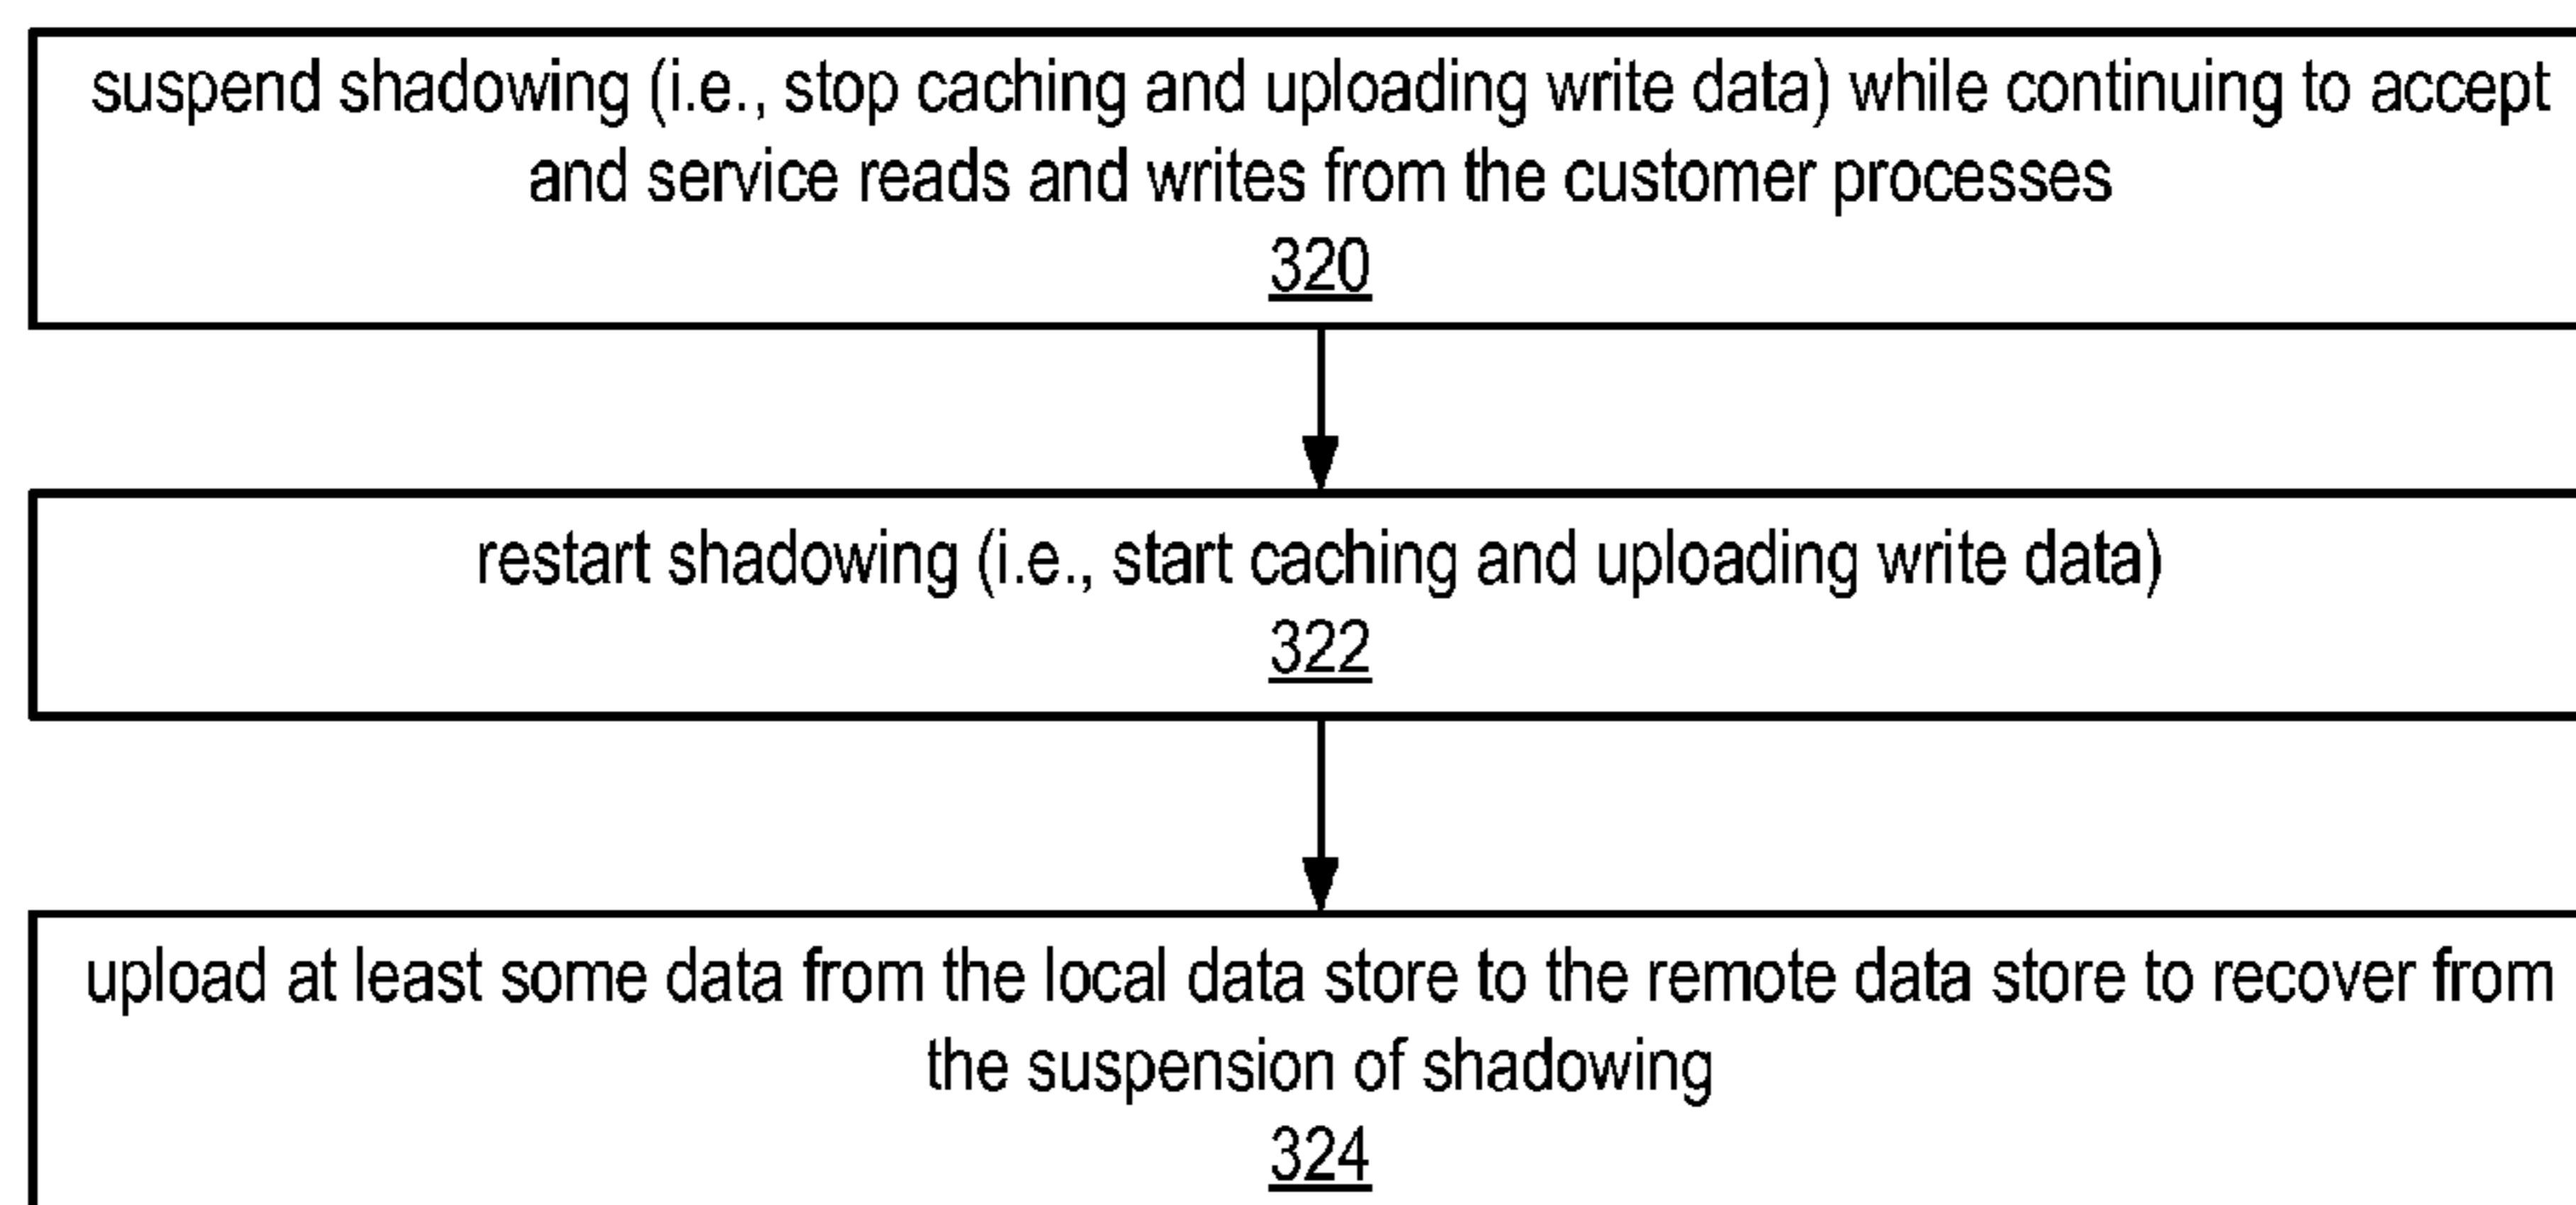 suspend shadowing (i.e., stop caching and uploading write data) while continuing to accept
and service reads and writes from the customer processes
320
restart shadowing (i.e., start caching and uploading write data)
322
upload at least some data from the local data store to the remote data store to recover from
the suspension of shadowing
324